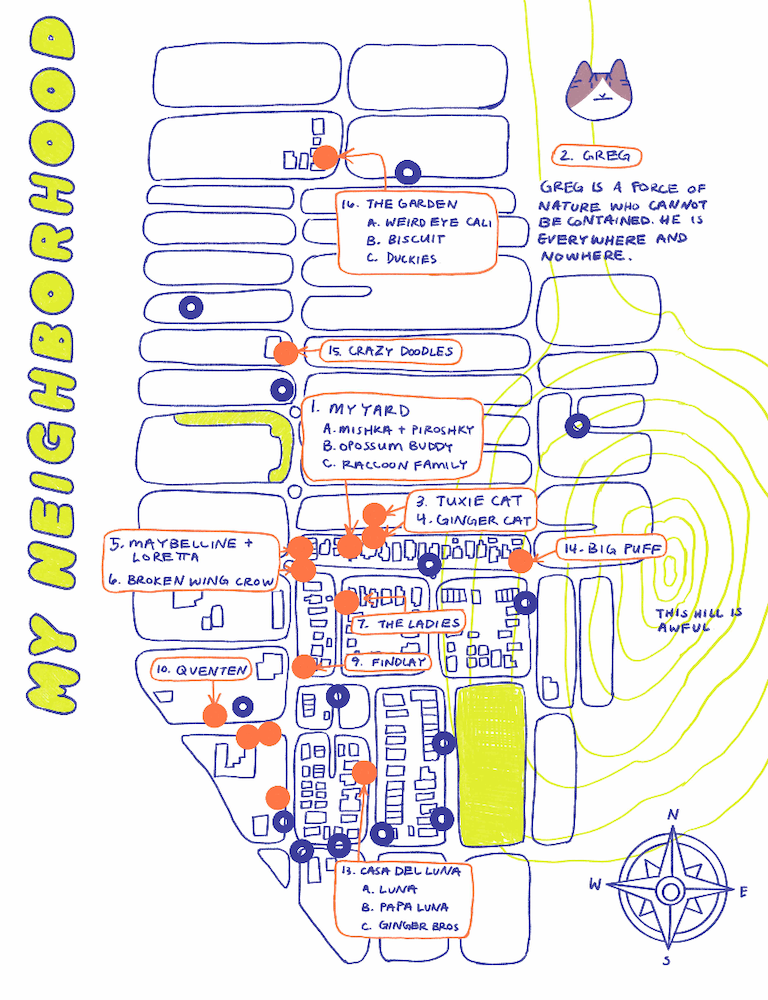 MY NEIGHBORHOOD
2. GREG
GREG IS A FORCE OF
NATURE WHO CANNOT
BE CONTAINED. HE IS
EVERYWHERE AND
NOWHERE.
16. THE GARDEN
A. WEIRD EYE CALI
B. BISCUIT
C. DUCKIES
15. CRAZY DOODLES
1. MY YARD
A. MISHKA + PIROSHKY
B. OPOSSUM BUDDY
C. RACCOON FAMILY
3. TUXIE CAT
4. GINGER CAT
5. MAYBELLINE +
LORETTA
6. BROKEN WING CROW
14. BIG PUFF
7. THE LADIES
THIS HILL IS
AWFUL
9. FINDLAY
10. QVENTEN
13. CASA DEL LUNA
A. LUNA
B. PAPA LUNA
C. GINGER BROS
N
W
E
S